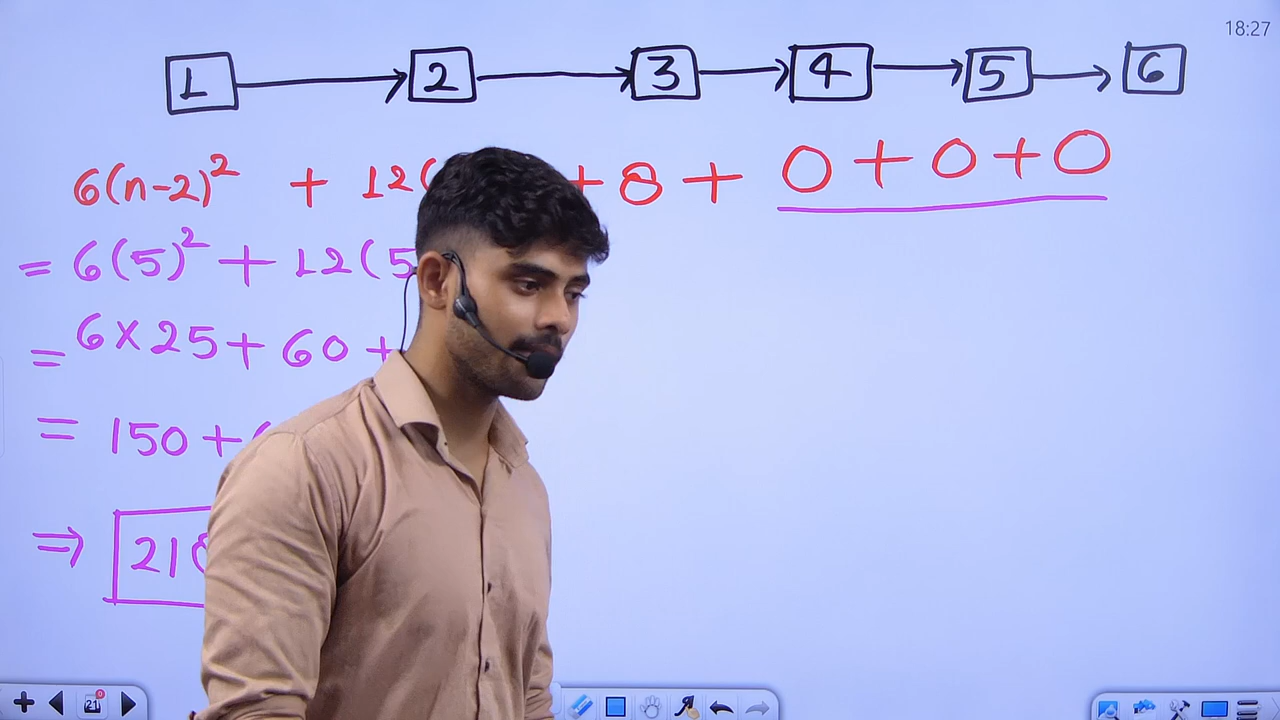 18:27
1 → 2 → 3 → 4 → 5 → 6
6(n-2)² + 12( + 8 + 0 + 0 + 0
= 6(5)² + 12(5
= 6×25 + 60 +
= 150 +
⇒ 218
21